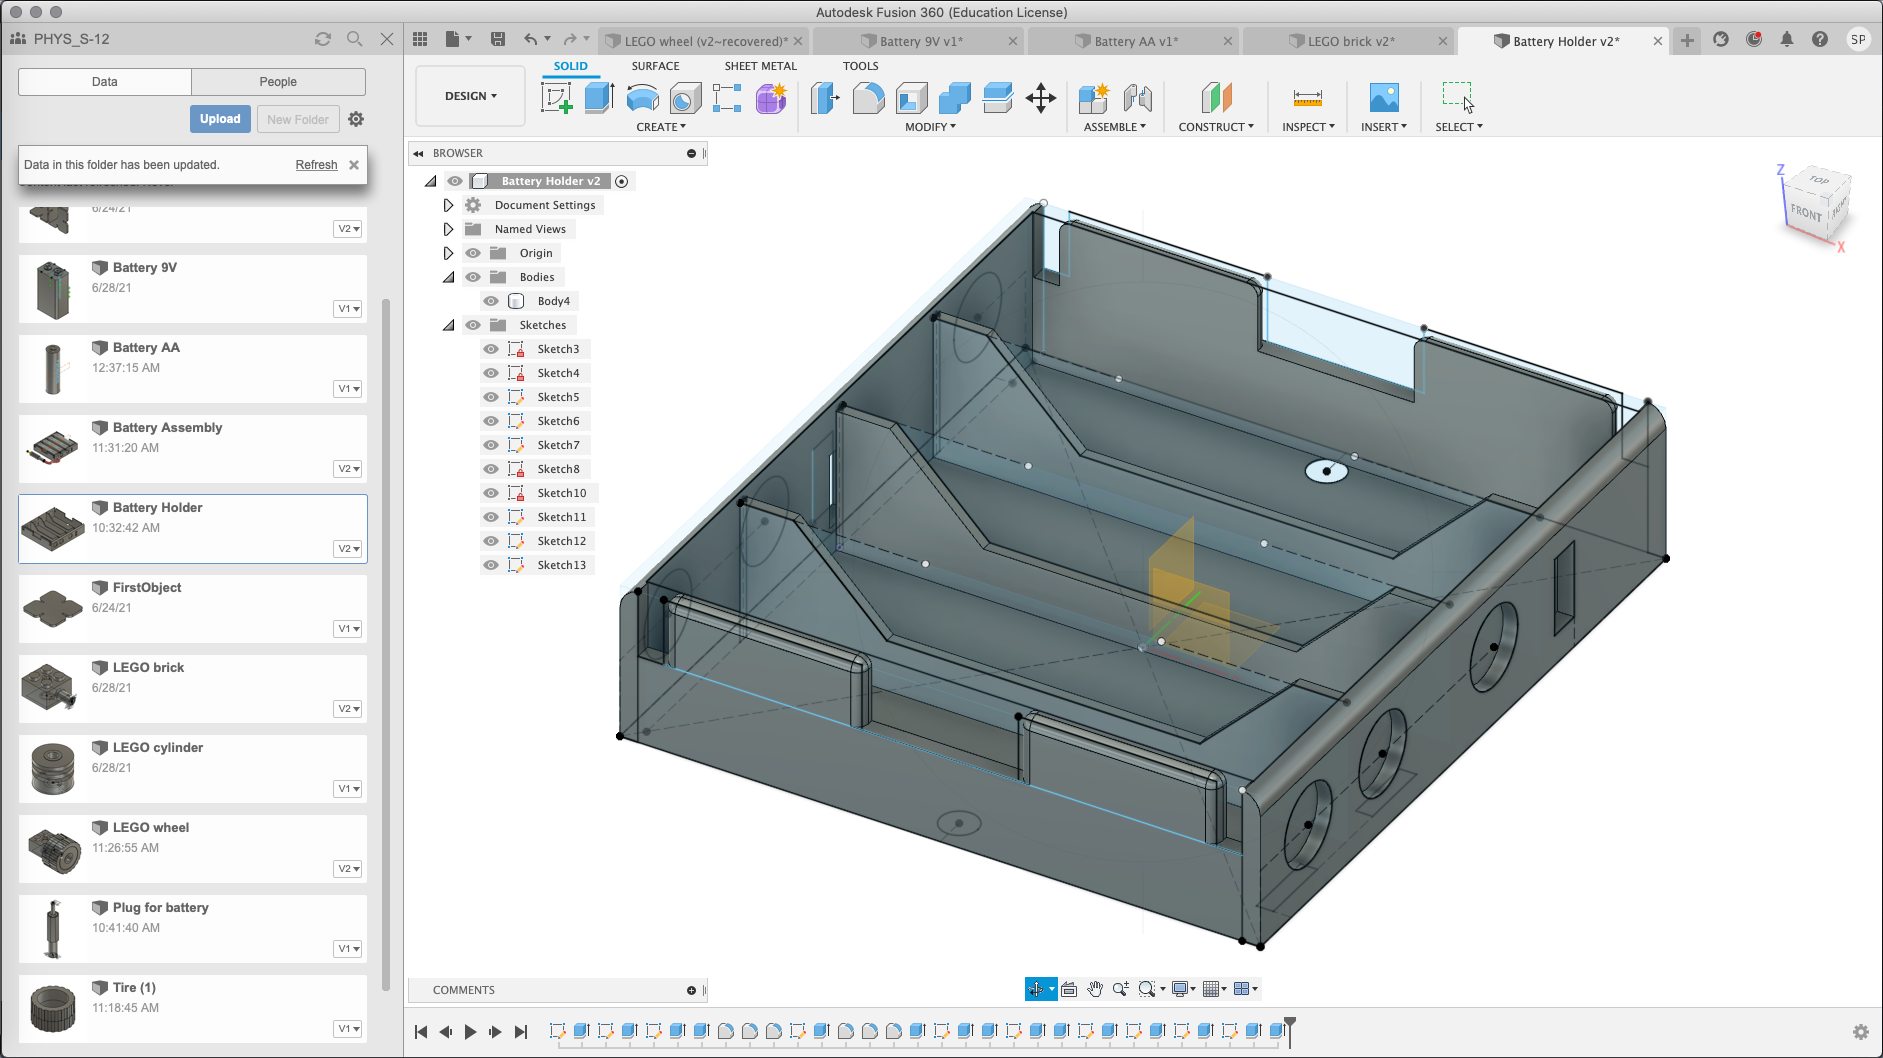 Autodesk Fusion 360 (Education License)
PHYS_S-12
LEGO wheel (v2~recovered)*
Battery 9V v1*
Battery AA v1*
LEGO brick v2*
Battery Holder v2*
SP
Data
People
Upload
New Folder
Data in this folder has been updated.
Refresh
6/24/21
V2
Battery 9V
6/28/21
V1
Battery AA
12:37:15 AM
V1
Battery Assembly
11:31:20 AM
V2
Battery Holder
10:32:42 AM
V2
FirstObject
6/24/21
V1
LEGO brick
6/28/21
V2
LEGO cylinder
6/28/21
V1
LEGO wheel
11:26:55 AM
V2
Plug for battery
10:41:40 AM
V1
Tire (1)
11:18:45 AM
V1
SOLID
SURFACE
SHEET METAL
TOOLS
DESIGN
CREATE
MODIFY
ASSEMBLE
CONSTRUCT
INSPECT
INSERT
SELECT
BROWSER
Battery Holder v2
Document Settings
Named Views
Origin
Bodies
Body4
Sketches
Sketch3
Sketch4
Sketch5
Sketch6
Sketch7
Sketch8
Sketch10
Sketch11
Sketch12
Sketch13
Z
TOP
FRONT
X
COMMENTS